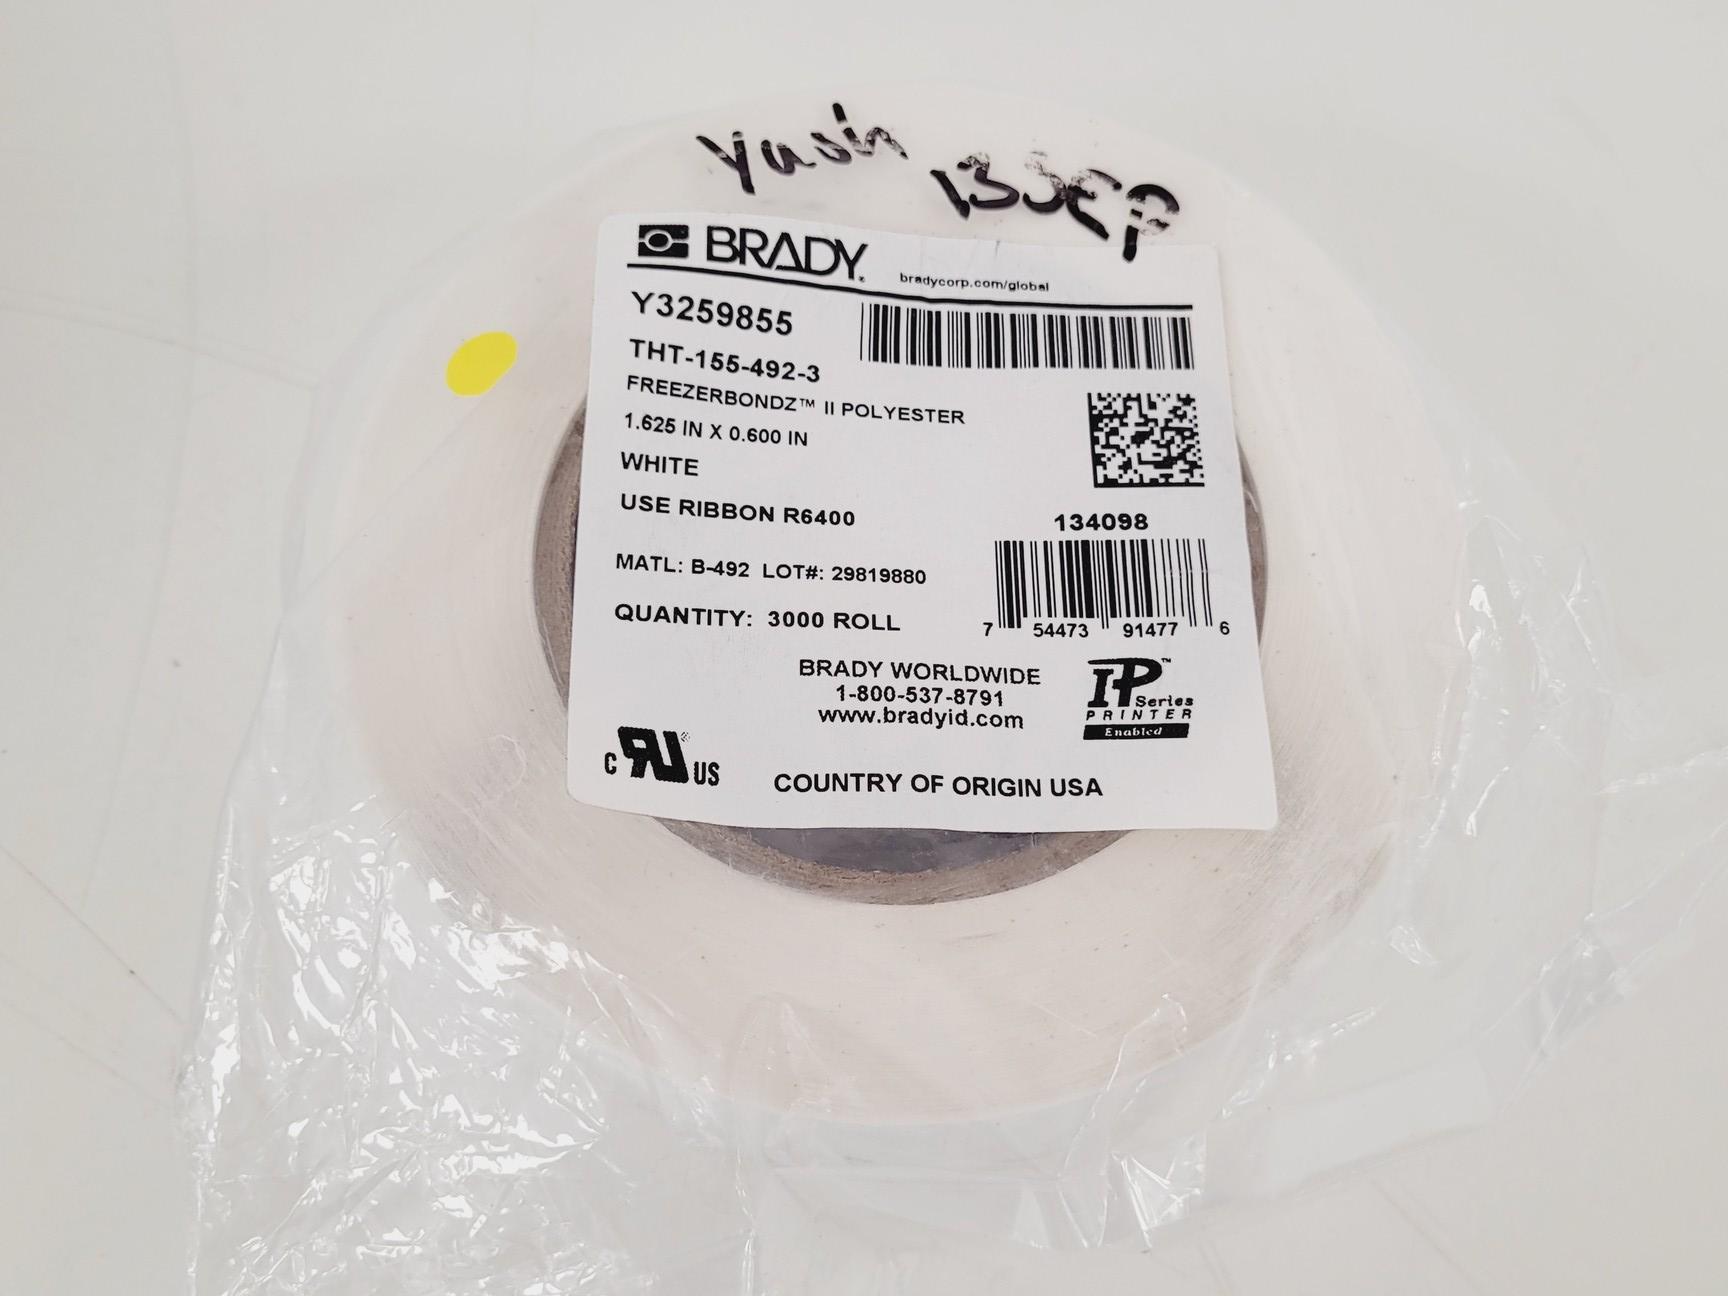 Yasin
BRADY
bradycorp.com/global
Y3259855
THT-155-492-3
FREEZERBONDZ™ II POLYESTER
1.625 IN X 0.600 IN
WHITE
USE RIBBON R6400
134098
MATL: B-492 LOT#: 29819880
7 54473 91477 6
QUANTITY: 3000 ROLL
BRADY WORLDWIDE
1-800-537-8791
www.bradyid.com
IP™ Series
PRINTER
Enabled
c RU ® US
COUNTRY OF ORIGIN USA